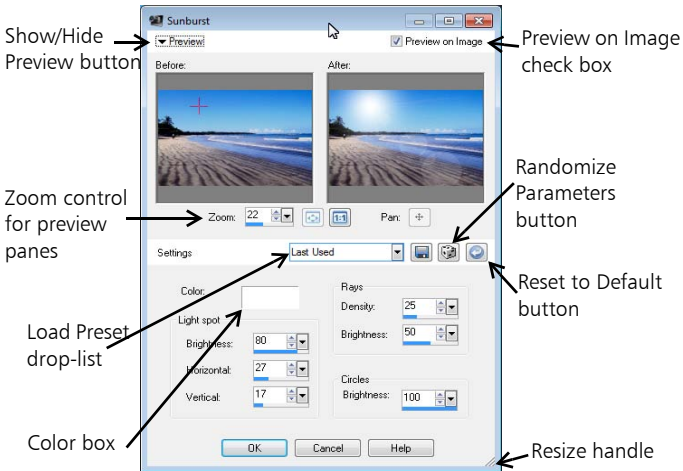 Sunburst
Show/Hide
Preview button
Preview
Preview on Image
Preview on Image
check box
Before:
After:
Randomize
Parameters
button
Zoom control
for preview
panes
Zoom: 22
1:1
Pan:
Settings
Last Used
Reset to Default
button
Color:
Rays
Density: 25
Light spot
Brightness: 80
Brightness: 50
Load Preset
drop-list
Horizontal: 27
Circles
Vertical: 17
Brightness: 100
Color box
OK
Cancel
Help
Resize handle